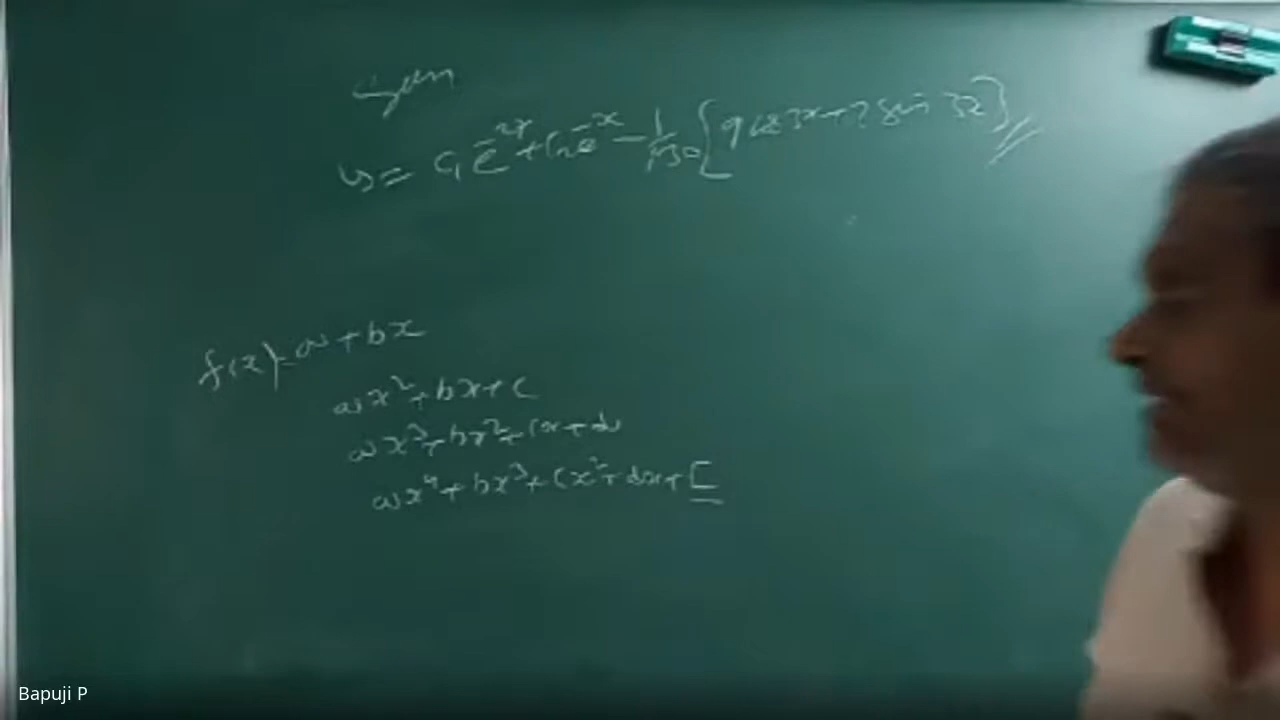 y = C₁e⁻²ˣ + C₂e⁻ˣ − 1/130 {9 cos 3x + 7 sin 3x} //
f(x) = a + bx
ax² + bx + c
ax³ + bx² + cx + d
ax⁴ + bx³ + cx² + dx + E
Bapuji P